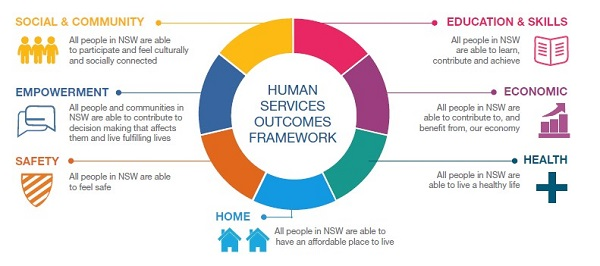 SOCIAL & COMMUNITY
All people in NSW are able
to participate and feel culturally
and socially connected
EMPOWERMENT
All people and communities in
NSW are able to contribute to
decision making that affects
them and live fulfilling lives
SAFETY
All people in NSW are able
to feel safe
HUMAN
SERVICES
OUTCOMES
FRAMEWORK
EDUCATION & SKILLS
All people in NSW
are able to learn,
contribute and achieve
ECONOMIC
All people in NSW are
able to contribute to, and
benefit from, our economy
HEALTH
All people in NSW are
able to live a healthy life
HOME
All people in NSW are able to
have an affordable place to live